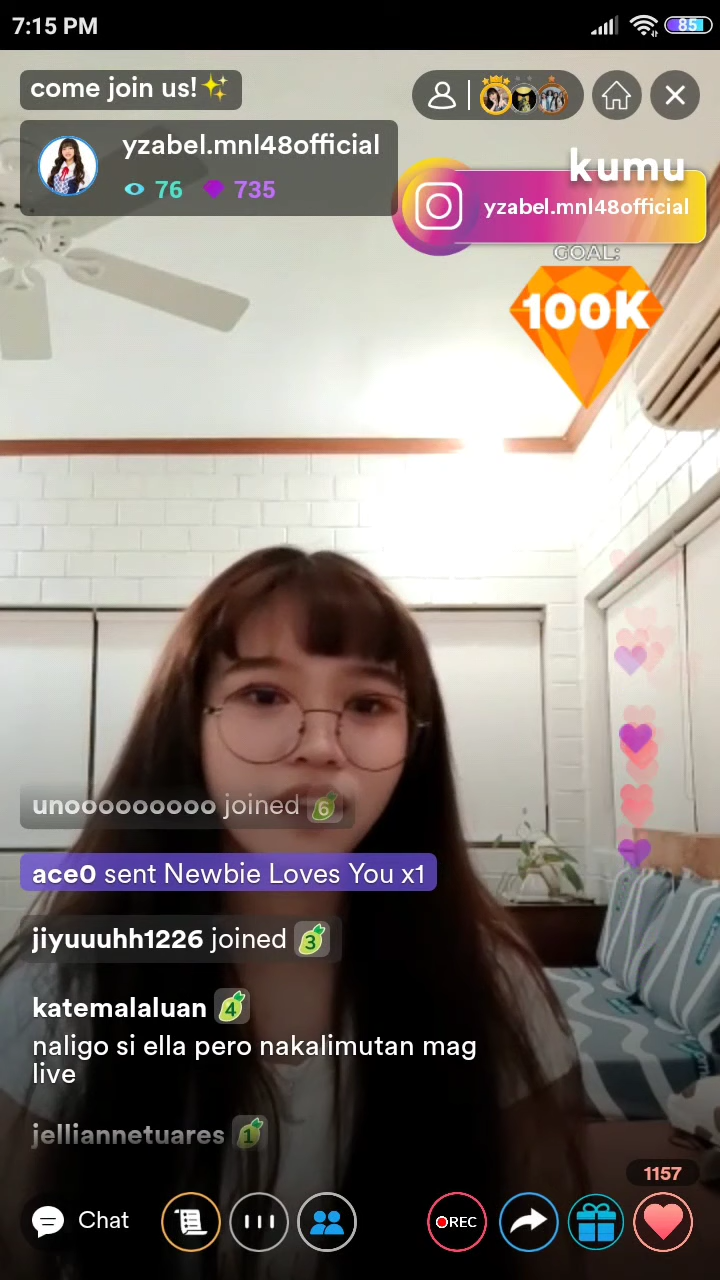 7:15 PM
85
come join us!✨
yzabel.mnl48official
76 735
kumu
yzabel.mnl48official
GOAL:
100K
unooooooooo joined 6
ace0 sent Newbie Loves You x1
jiyuuuhh1226 joined 3
katemalaluan 4
naligo si ella pero nakalimutan mag
live
jelliannetuares 1
1157
Chat
REC